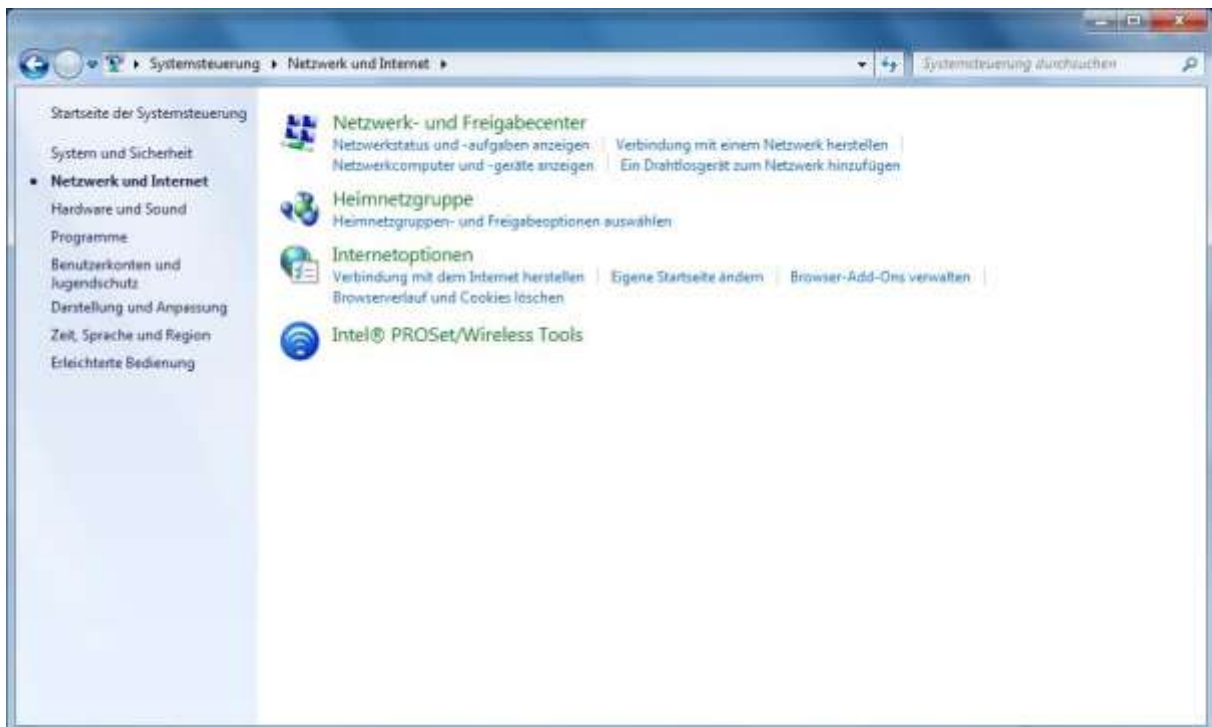 Systemsteuerung ▸ Netzwerk und Internet ▸
Systemsteuerung durchsuchen
Startseite der Systemsteuerung
System und Sicherheit
• Netzwerk und Internet
Hardware und Sound
Programme
Benutzerkonten und
Jugendschutz
Darstellung und Anpassung
Zeit, Sprache und Region
Erleichterte Bedienung
Netzwerk- und Freigabecenter
Netzwerkstatus und -aufgaben anzeigen | Verbindung mit einem Netzwerk herstellen |
Netzwerkcomputer und -geräte anzeigen | Ein Drahtlosgerät zum Netzwerk hinzufügen
Heimnetzgruppe
Heimnetzgruppen- und Freigabeoptionen auswählen
Internetoptionen
Verbindung mit dem Internet herstellen | Eigene Startseite ändern | Browser-Add-Ons verwalten |
Browserverlauf und Cookies löschen
Intel® PROSet/Wireless Tools